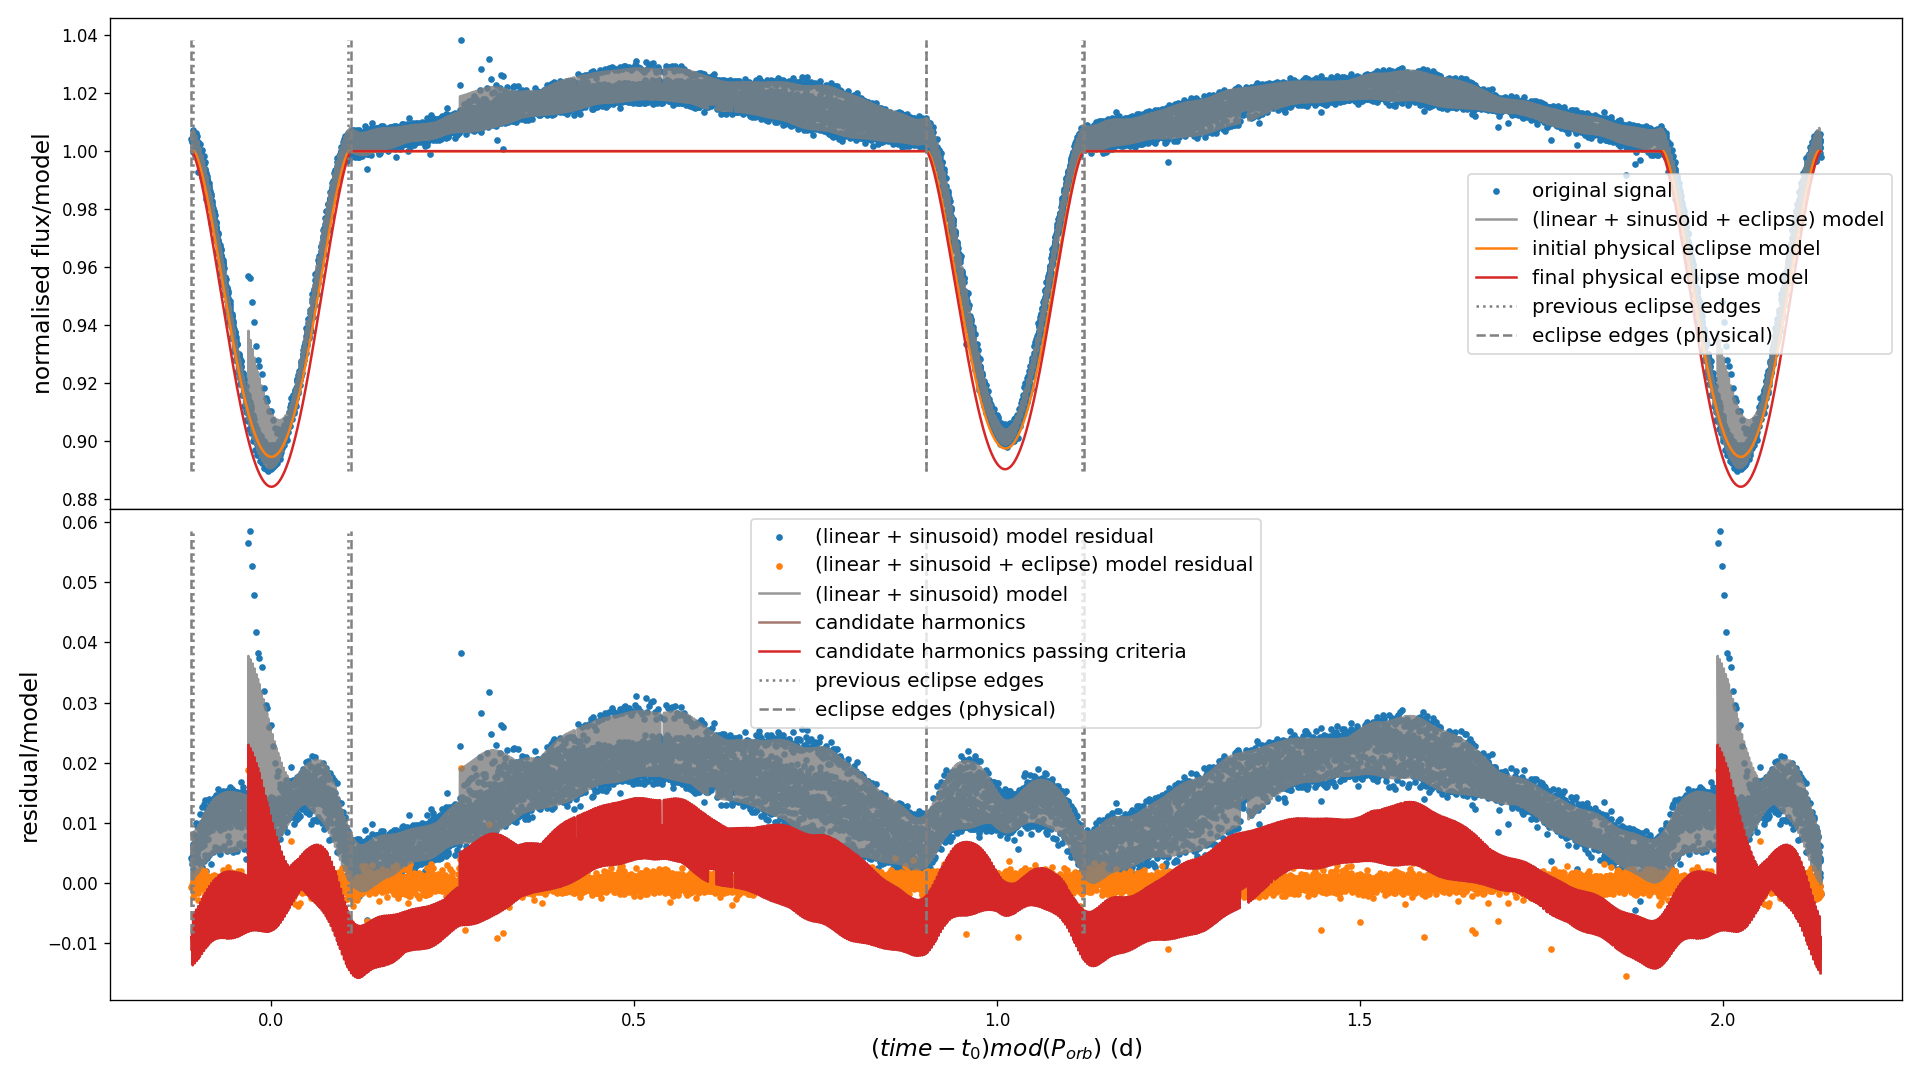 1.04
1.02
1.00
0.98
0.96
0.94
0.92
0.90
0.88
normalised flux/model
original signal
(linear + sinusoid + eclipse) model
initial physical eclipse model
final physical eclipse model
previous eclipse edges
eclipse edges (physical)
0.06
0.05
0.04
0.03
0.02
0.01
0.00
−0.01
residual/model
(linear + sinusoid) model residual
(linear + sinusoid + eclipse) model residual
(linear + sinusoid) model
candidate harmonics
candidate harmonics passing criteria
previous eclipse edges
eclipse edges (physical)
0.0 0.5 1.0 1.5 2.0
(time − t₀)mod(P_orb) (d)